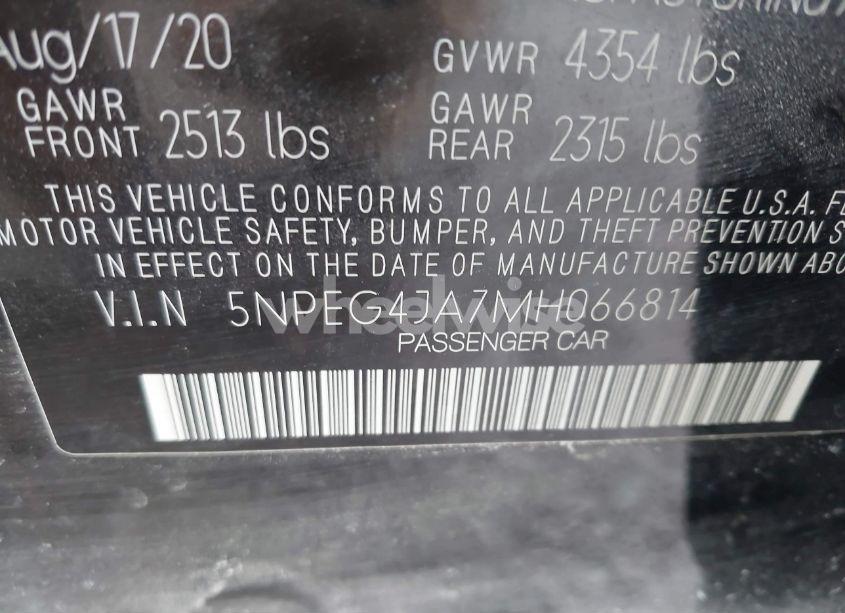 Aug/17/20 GVWR 4354 lbs
GAWR FRONT 2513 lbs GAWR REAR 2315 lbs
THIS VEHICLE CONFORMS TO ALL APPLICABLE U.S.A.
MOTOR VEHICLE SAFETY, BUMPER, AND THEFT PREVENTION
IN EFFECT ON THE DATE OF MANUFACTURE SHOWN
V.I.N 5NPEG4JA7MH066814
wheelwise
PASSENGER CAR